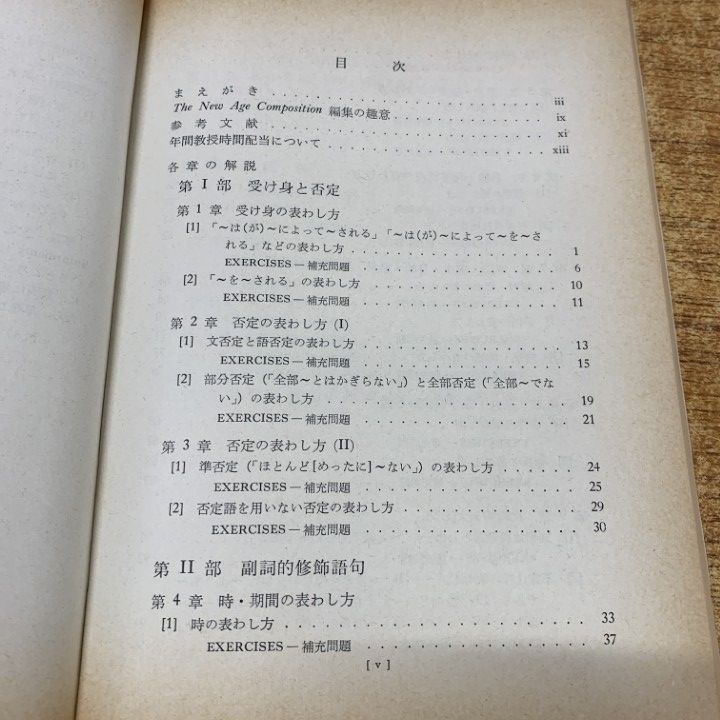 目次
まえがき iii
The New Age Composition 編集の趣意 ix
参考文献 xi
年間教授時間配当について xiii
各章の解説
第I部 受け身と否定
第1章 受け身の表わし方
[1] 「〜は(が)〜によって〜される」「〜は(が)〜によって〜を〜さ
れる」などの表わし方 1
EXERCISES—補充問題 6
[2] 「〜を〜される」の表わし方 10
EXERCISES—補充問題 11
第2章 否定の表わし方 (I)
[1] 文否定と語否定の表わし方 13
EXERCISES—補充問題 15
[2] 部分否定(「全部〜とはかぎらない」)と全部否定(「全部〜でな
い」)の表わし方 19
EXERCISES—補充問題 21
第3章 否定の表わし方 (II)
[1] 準否定(「ほとんど[めったに]〜ない」)の表わし方 24
EXERCISES—補充問題 25
[2] 否定語を用いない否定の表わし方 29
EXERCISES—補充問題 30
第II部 副詞的修飾語句
第4章 時・期間の表わし方
[1] 時の表わし方 33
EXERCISES—補充問題 37
[v]